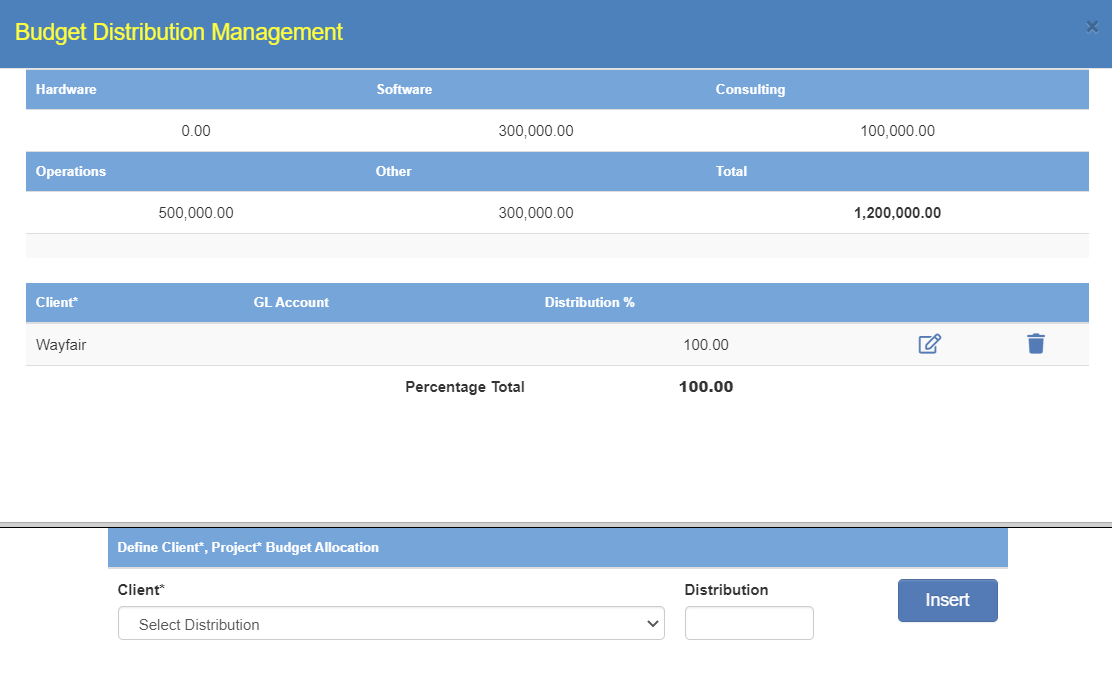 Budget Distribution Management ×
Hardware Software Consulting
0.00 300,000.00 100,000.00
Operations Other Total
500,000.00 300,000.00 1,200,000.00
Client* GL Account Distribution %
Wayfair 100.00
Percentage Total 100.00
Define Client*, Project* Budget Allocation
Client* Distribution
Select Distribution
Insert